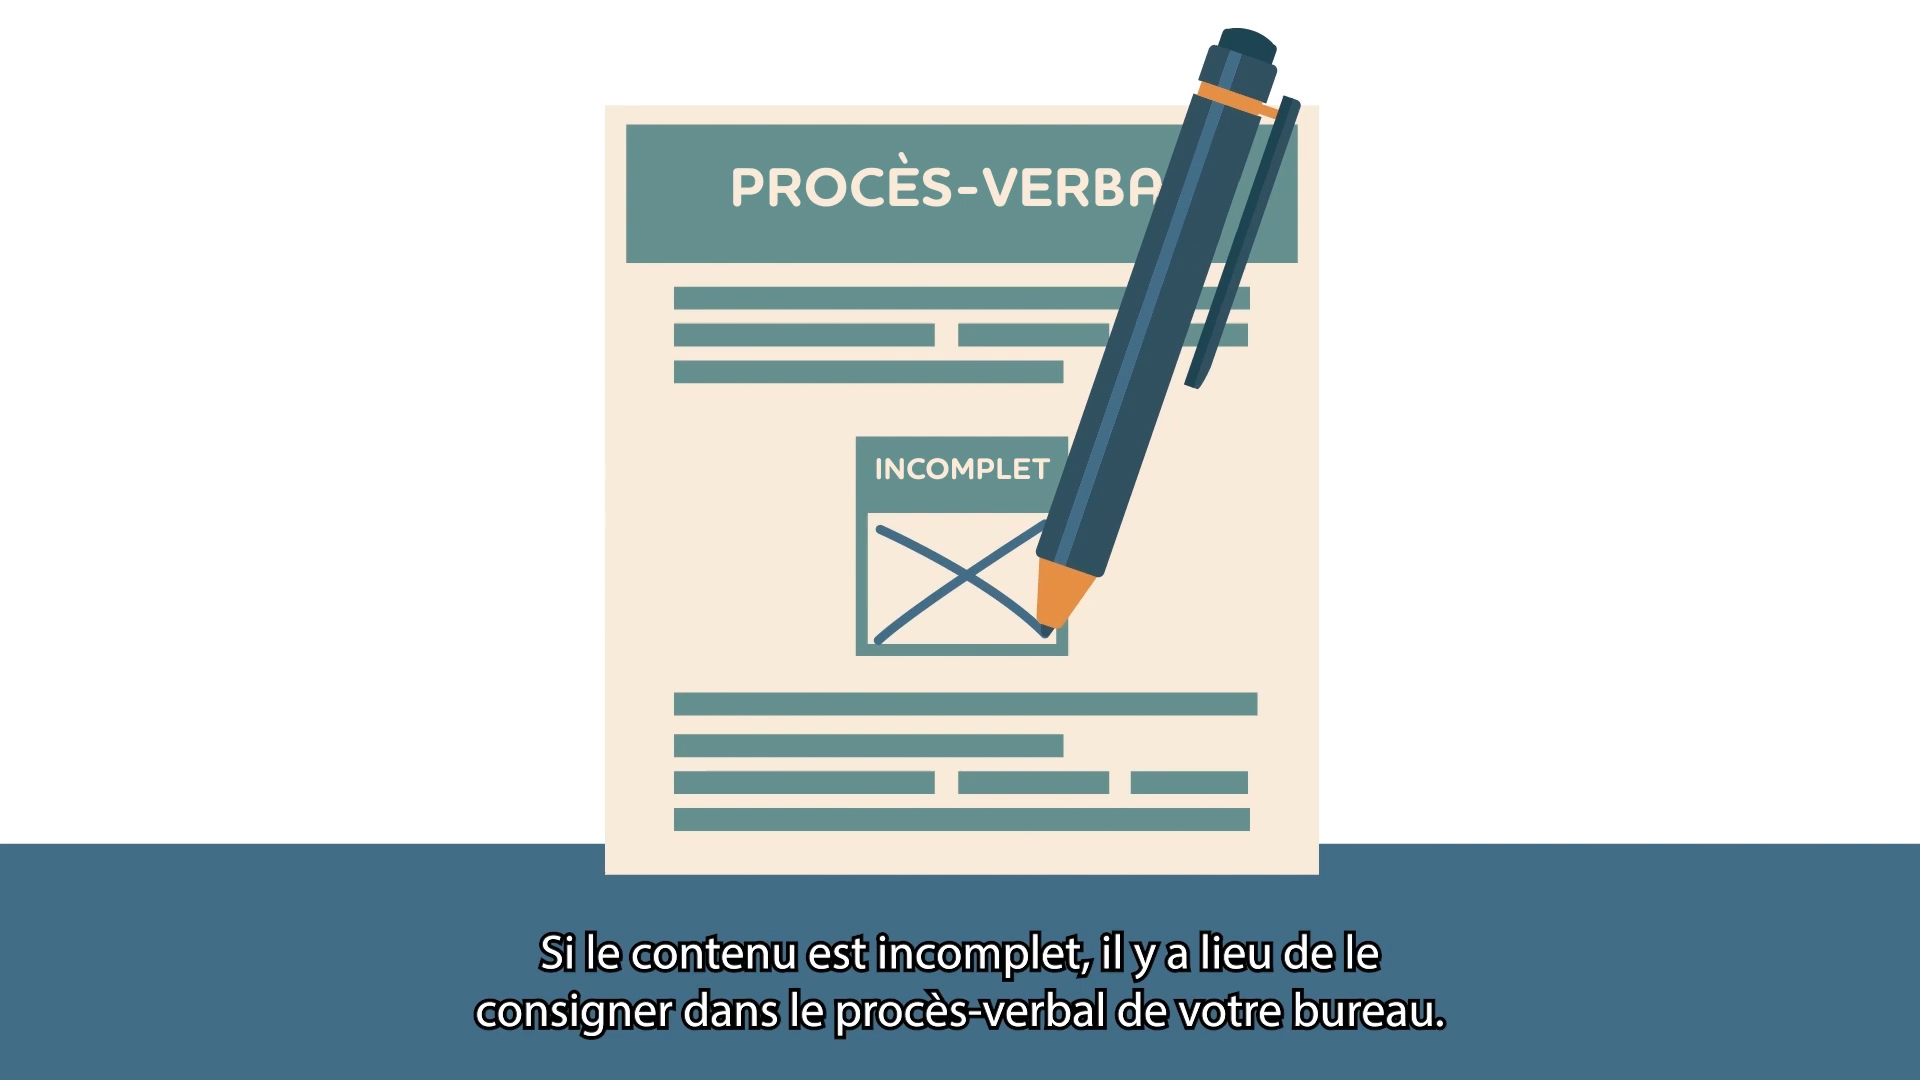 PROCÈS-VERBA
INCOMPLET
Si le contenu est incomplet, il y a lieu de le
consigner dans le procès-verbal de votre bureau.